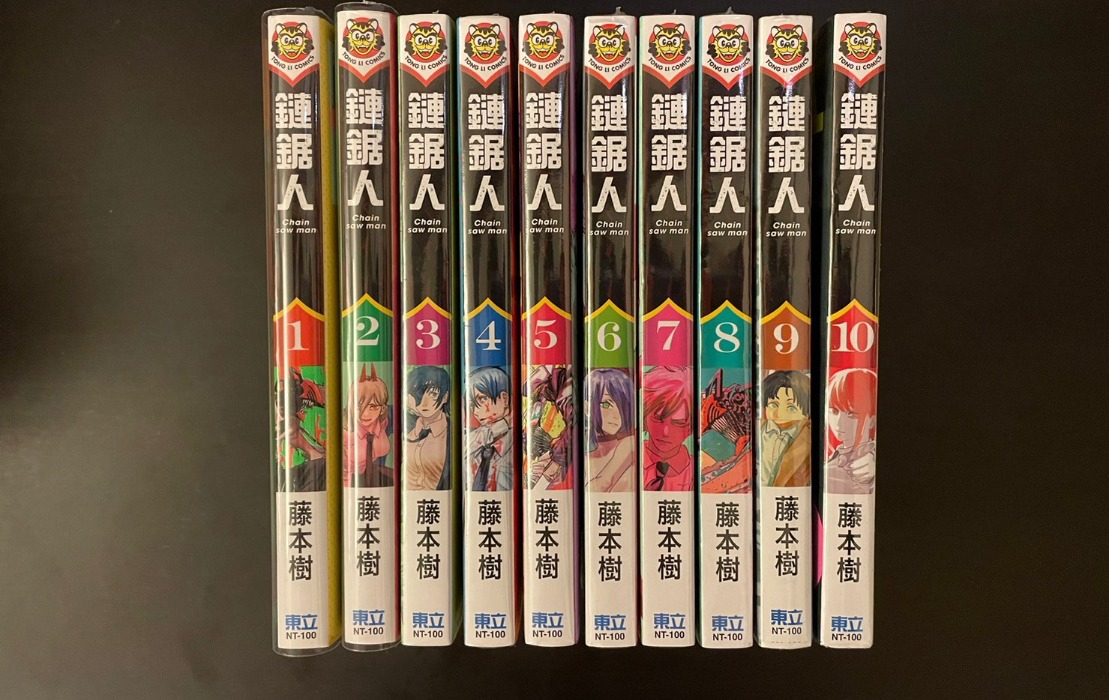 TONG LI COMICS
鏈鋸人
Chain
saw man
1
藤本樹
東立
NT-100
TONG LI COMICS
鏈鋸人
Chain
saw man
2
藤本樹
東立
NT-100
TONG LI COMICS
鏈鋸人
Chain
saw man
3
藤本樹
東立
NT-100
TONG LI COMICS
鏈鋸人
Chain
saw man
4
藤本樹
東立
NT-100
TONG LI COMICS
鏈鋸人
Chain
saw man
5
藤本樹
東立
NT-100
TONG LI COMICS
鏈鋸人
Chain
saw man
6
藤本樹
東立
NT-100
TONG LI COMICS
鏈鋸人
Chain
saw man
7
藤本樹
東立
NT-100
TONG LI COMICS
鏈鋸人
Chain
saw man
8
藤本樹
東立
NT-100
TONG LI COMICS
鏈鋸人
Chain
saw man
9
藤本樹
東立
NT-100
TONG LI COMICS
鏈鋸人
Chain
saw man
10
藤本樹
東立
NT-100